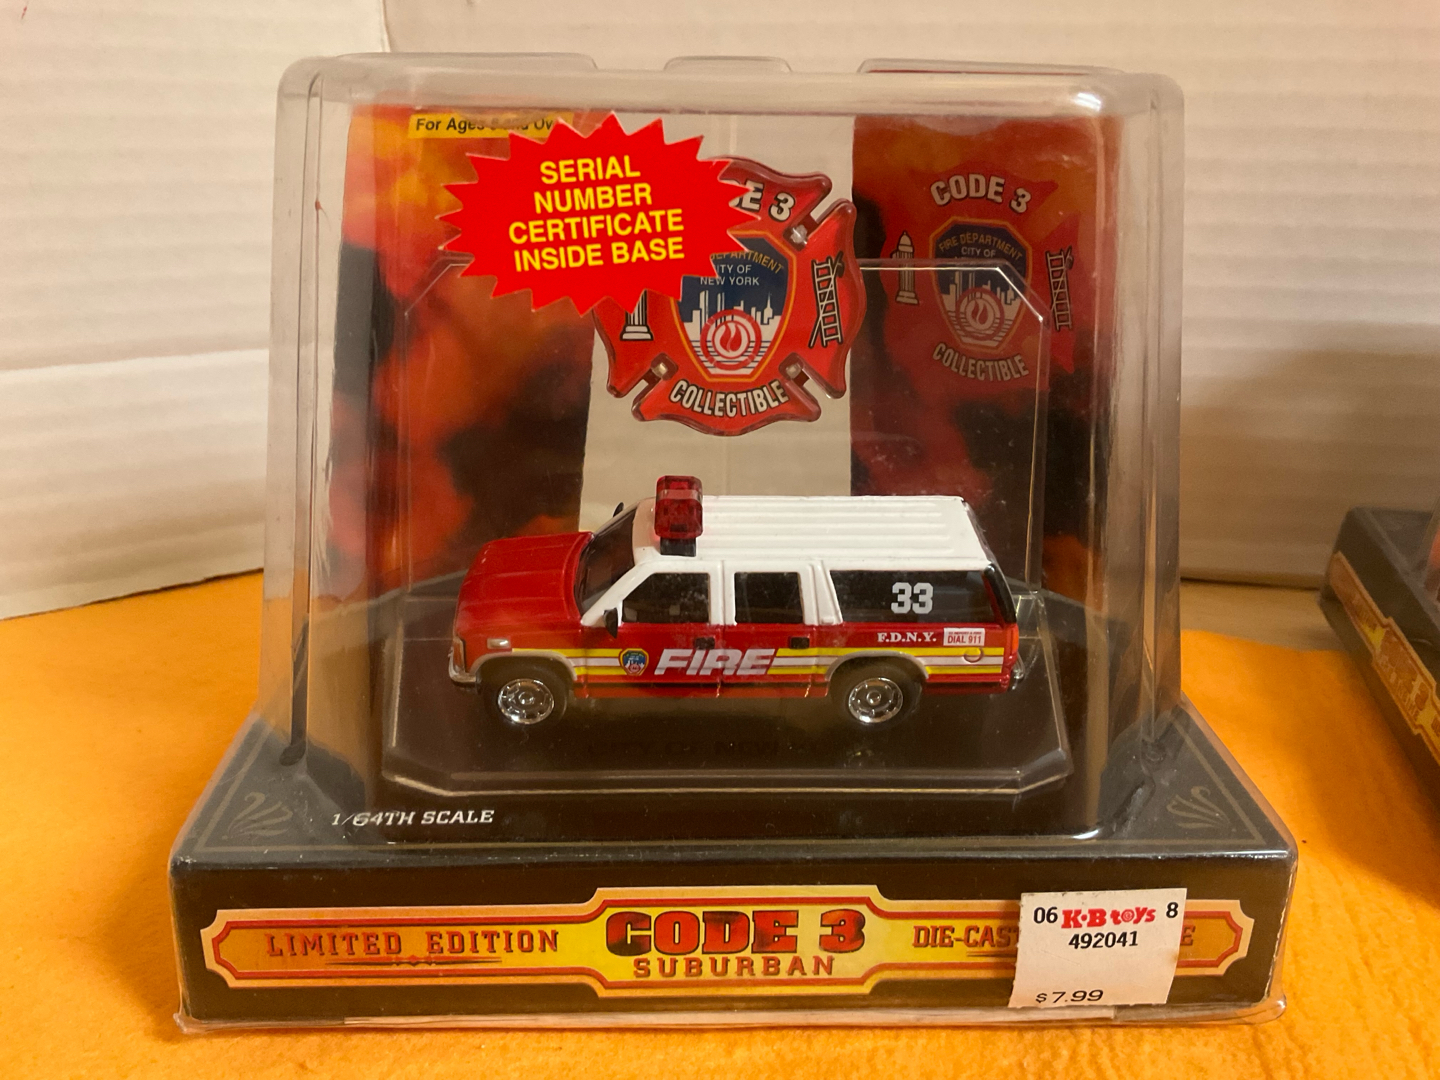 For Ages
SERIAL
NUMBER
CERTIFICATE
INSIDE BASE
E 3
DEPARTMENT
CITY OF
NEW YORK
COLLECTIBLE
CODE 3
FIRE DEPARTMENT
CITY OF
COLLECTIBLE
33
F.D.N.Y.
DIAL 911
FIRE
1/64TH SCALE
LIMITED EDITION
CODE 3
SUBURBAN
DIE-CAS
E
06 K·B toys 8
492041
$7.99